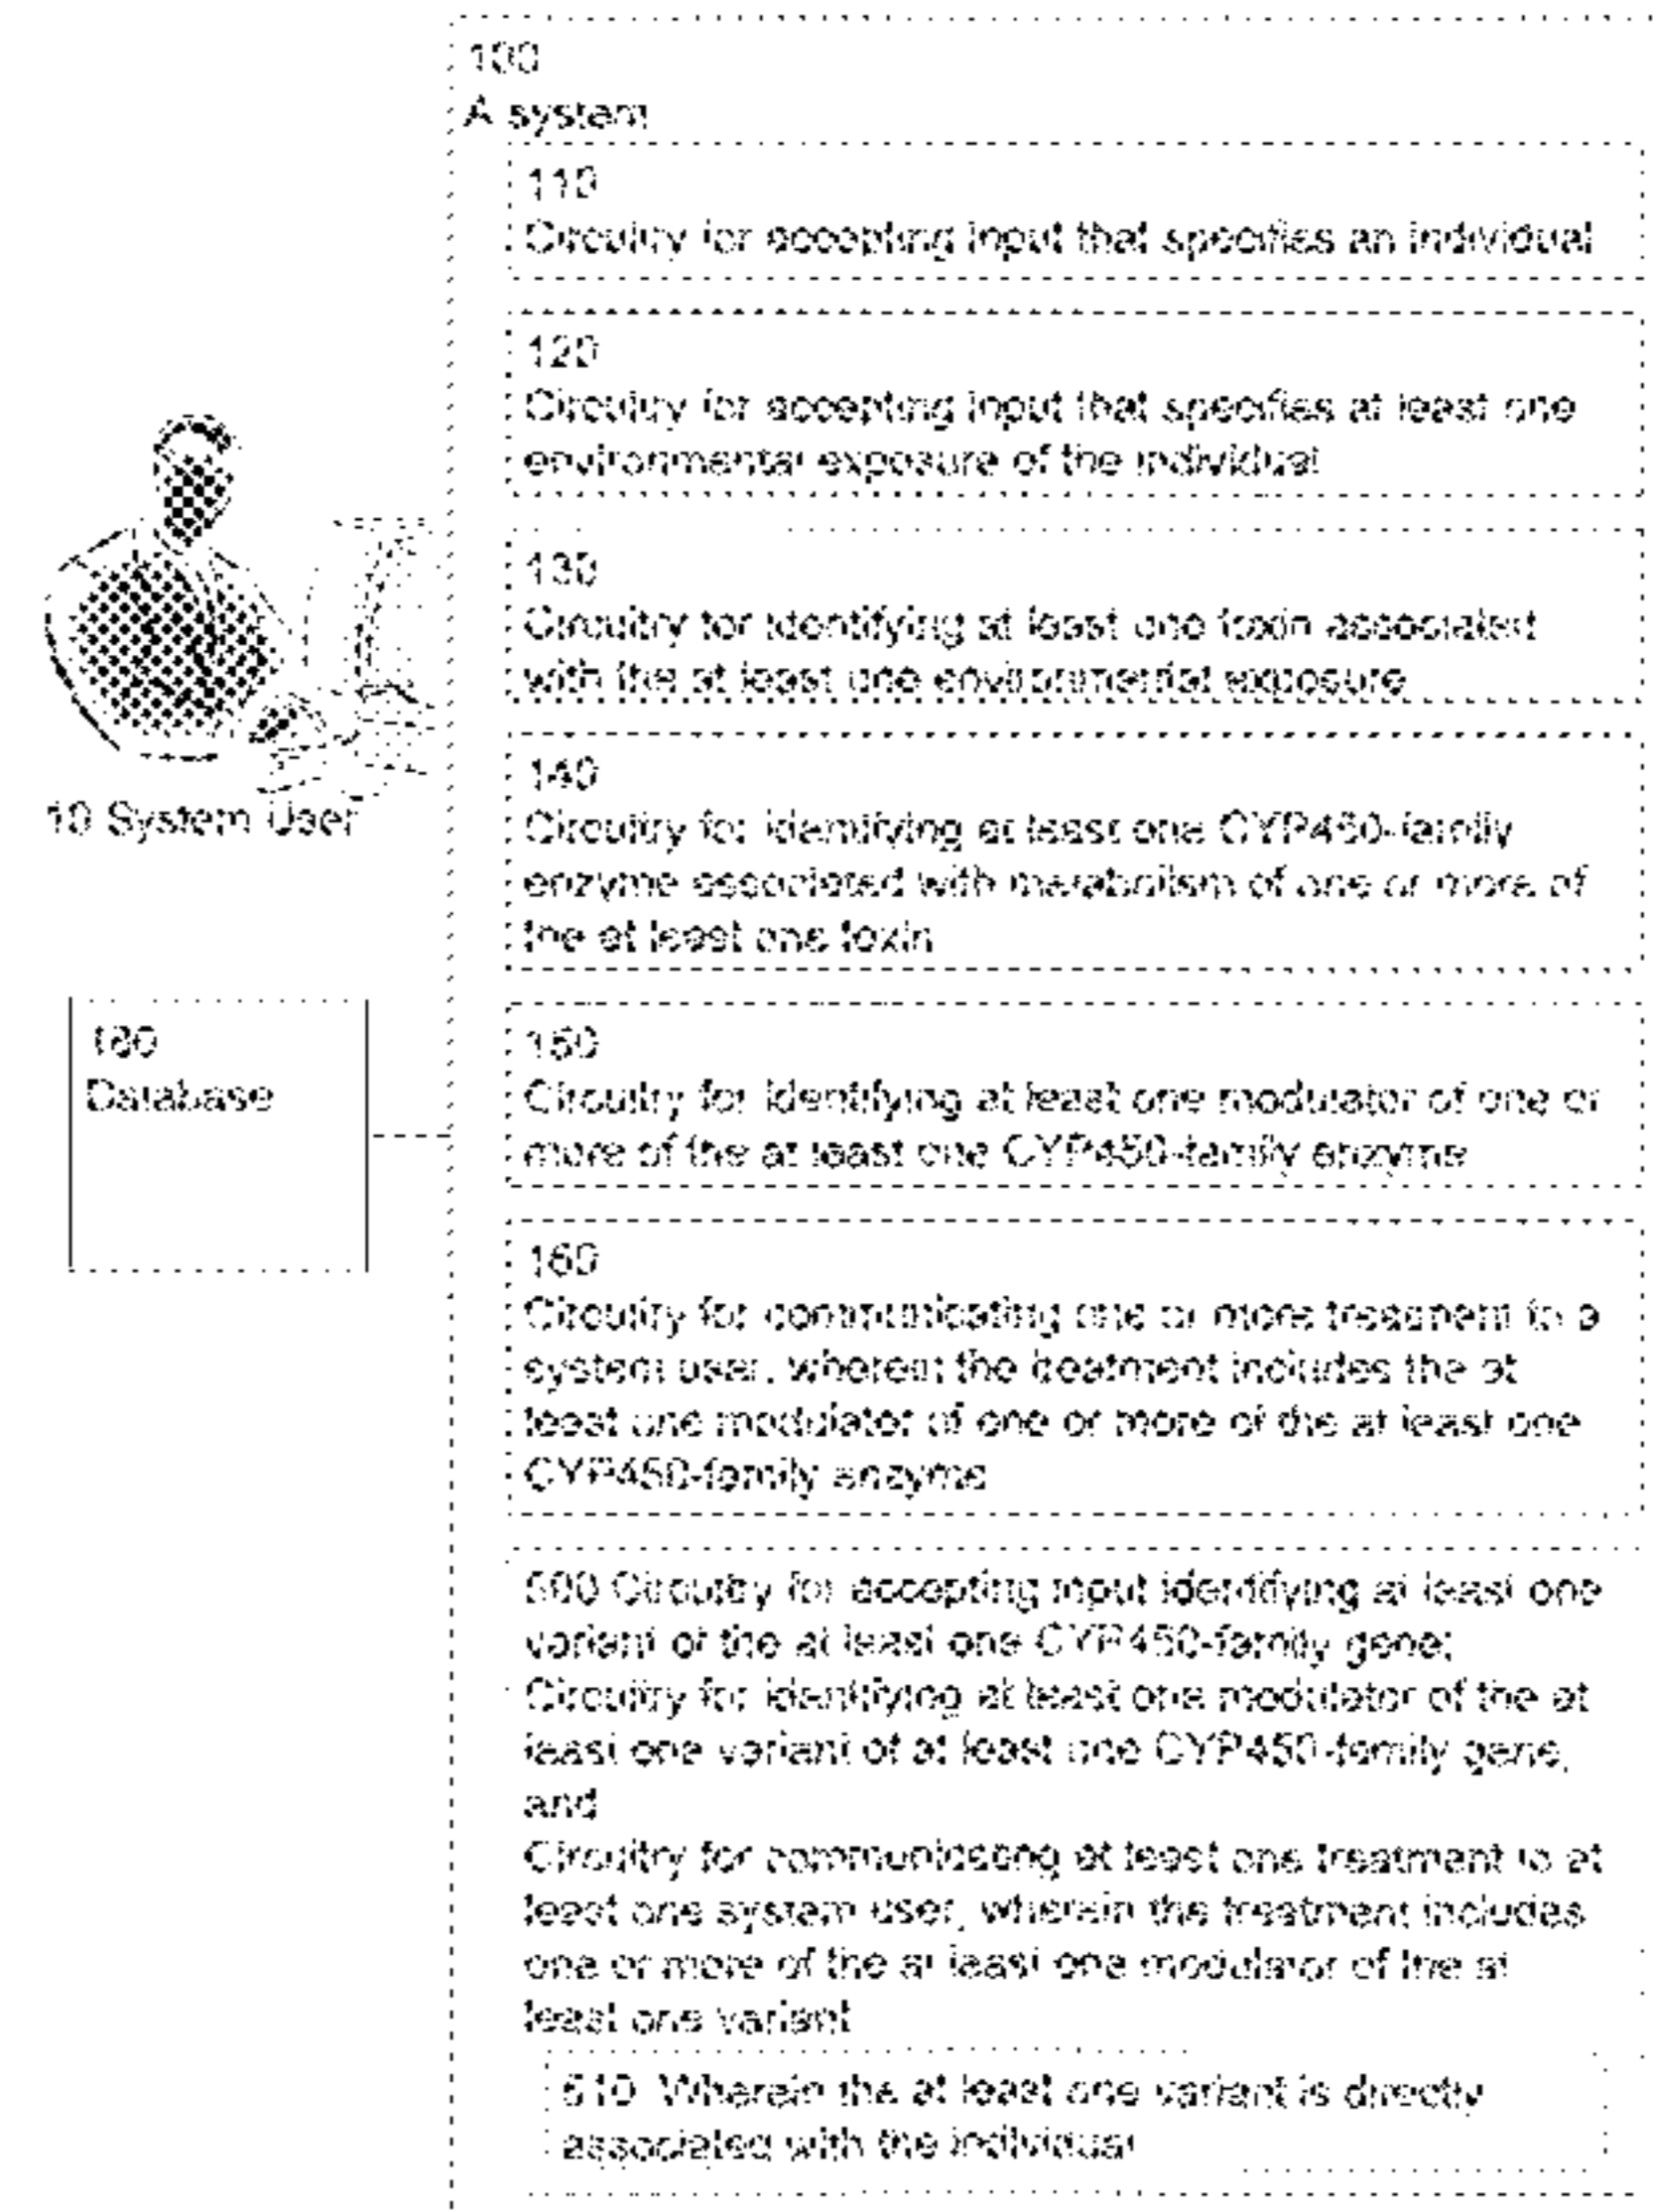 100
A system
110
Circuitry for accepting input that specifies an individual
120
Circuitry for accepting input that specifies at least one
environmental exposure of the individual
130
Circuitry for identifying at least one toxin associated
with the at least one environmental exposure
10 System User
140
Circuitry for identifying at least one CYP450-family
enzyme associated with metabolism of one or more of
the at least one toxin
180
Database
150
Circuitry for identifying at least one modulator of one or
more of the at least one CYP450-family enzyme
160
Circuitry for communicating one or more treatment to a
system user, wherein the treatment includes the at
least one modulator of one or more of the at least one
CYP450-family enzyme
Circuitry for accepting input identifying at least one
variant of the at least one CYP450-family gene;
Circuitry for identifying at least one modulator of the at
least one variant of at least one CYP450-family gene,
and
Circuitry for communicating at least one treatment to at
least one system user, wherein the treatment includes
one or more of the at least one modulator of the at
least one variant
Wherein the at least one variant is directly
associated with the individual